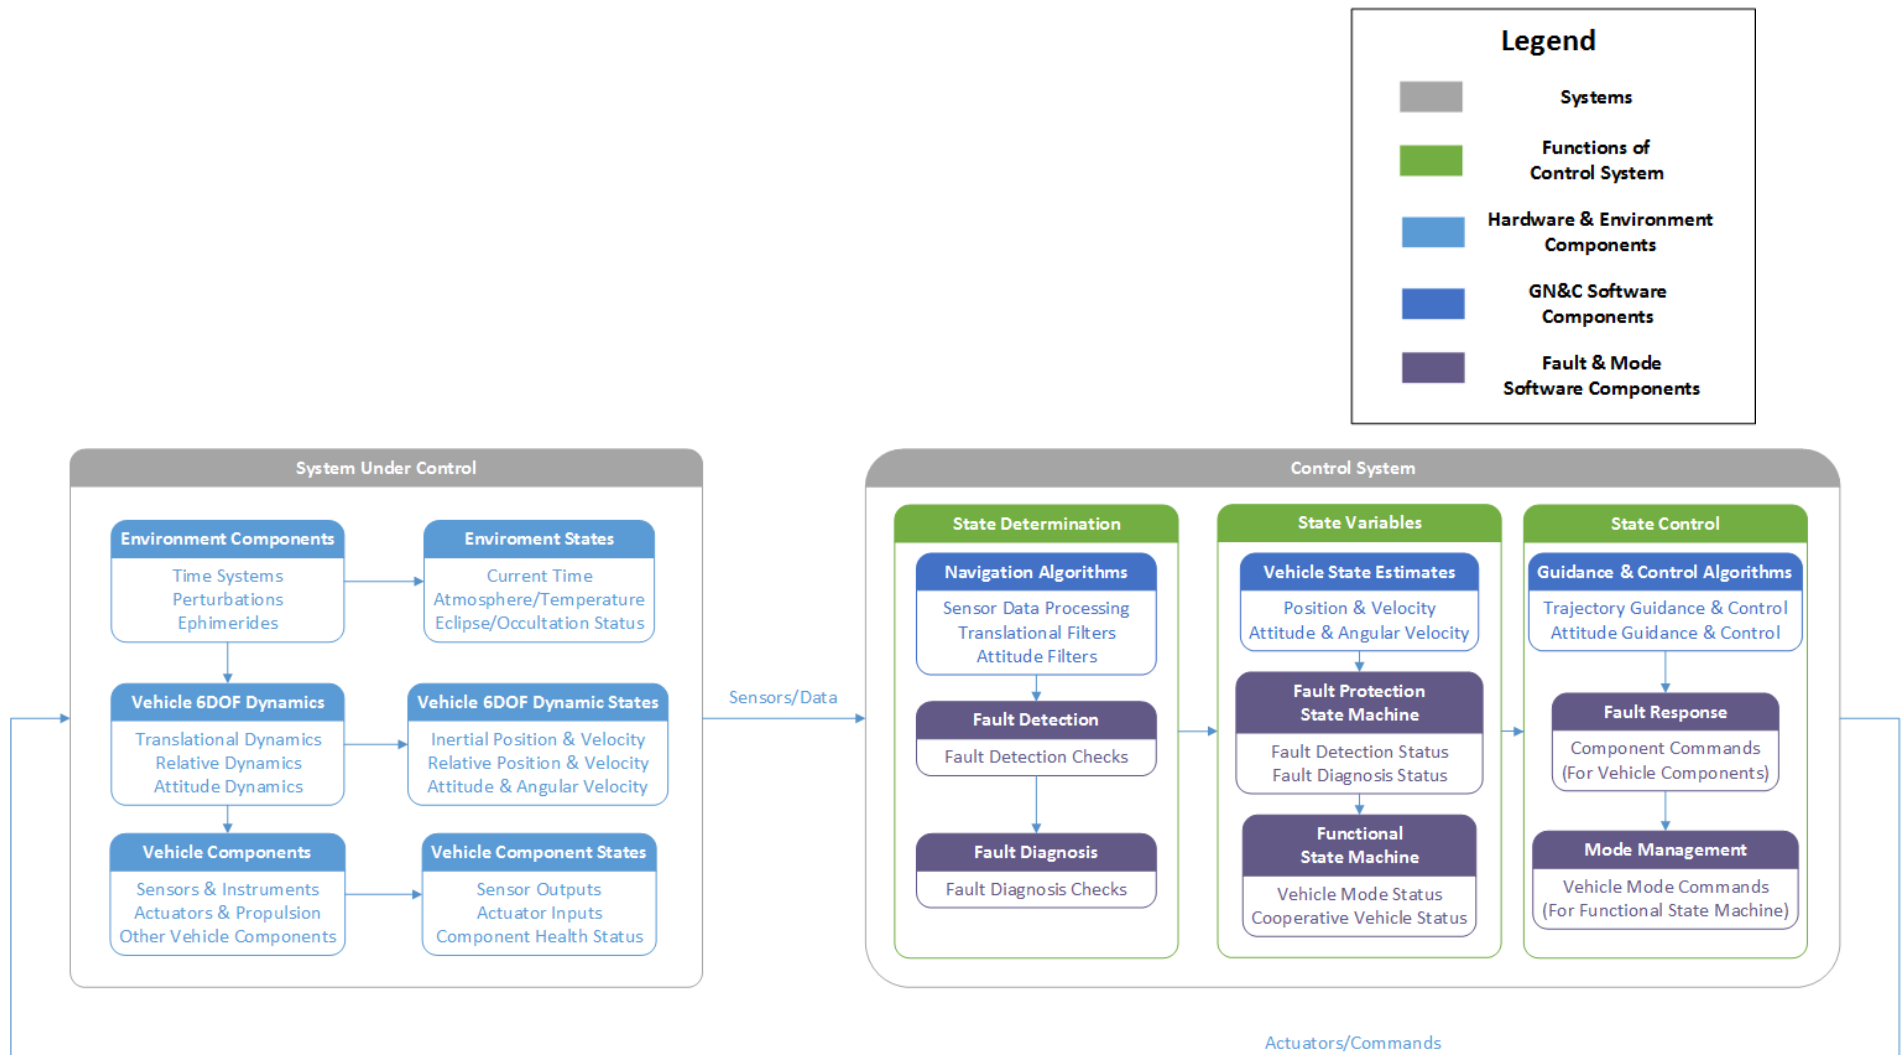 Legend
Systems
Functions of
Control System
Hardware & Environment
Components
GN&C Software
Components
Fault & Mode
Software Components
System Under Control
Environment Components
Time Systems
Perturbations
Ephimerides
Enviroment States
Current Time
Atmosphere/Temperature
Eclipse/Occultation Status
Vehicle 6DOF Dynamics
Translational Dynamics
Relative Dynamics
Attitude Dynamics
Vehicle 6DOF Dynamic States
Inertial Position & Velocity
Relative Position & Velocity
Attitude & Angular Velocity
Vehicle Components
Sensors & Instruments
Actuators & Propulsion
Other Vehicle Components
Vehicle Component States
Sensor Outputs
Actuator Inputs
Component Health Status
Sensors/Data
Control System
State Determination
Navigation Algorithms
Sensor Data Processing
Translational Filters
Attitude Filters
Fault Detection
Fault Detection Checks
Fault Diagnosis
Fault Diagnosis Checks
State Variables
Vehicle State Estimates
Position & Velocity
Attitude & Angular Velocity
Fault Protection
State Machine
Fault Detection Status
Fault Diagnosis Status
Functional
State Machine
Vehicle Mode Status
Cooperative Vehicle Status
State Control
Guidance & Control Algorithms
Trajectory Guidance & Control
Attitude Guidance & Control
Fault Response
Component Commands
(For Vehicle Components)
Mode Management
Vehicle Mode Commands
(For Functional State Machine)
Actuators/Commands